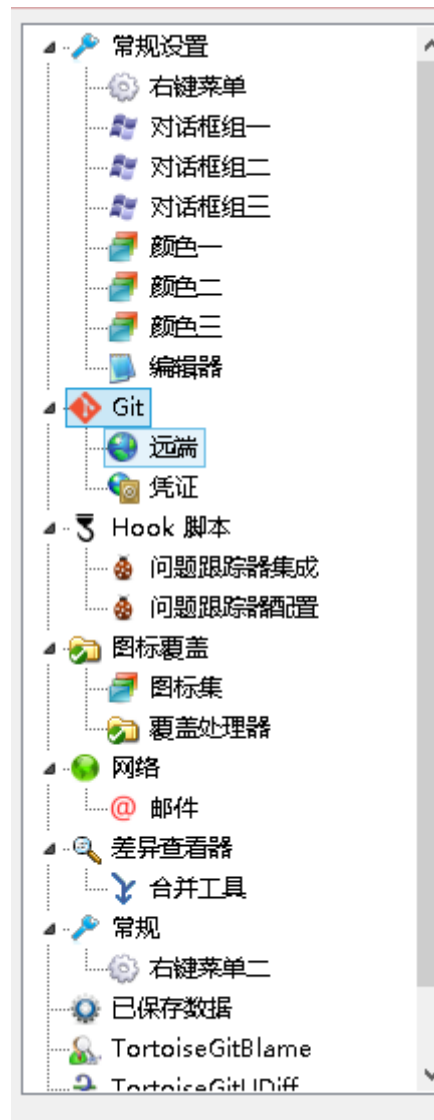 常规设置
右键菜单
对话框组一
对话框组二
对话框组三
颜色一
颜色二
颜色三
编辑器
Git
远端
凭证
Hook 脚本
问题跟踪器集成
问题跟踪器配置
图标覆盖
图标集
覆盖处理器
网络
@ 邮件
差异查看器
合并工具
常规
右键菜单二
已保存数据
TortoiseGitBlame
TortoiseGitUDiff